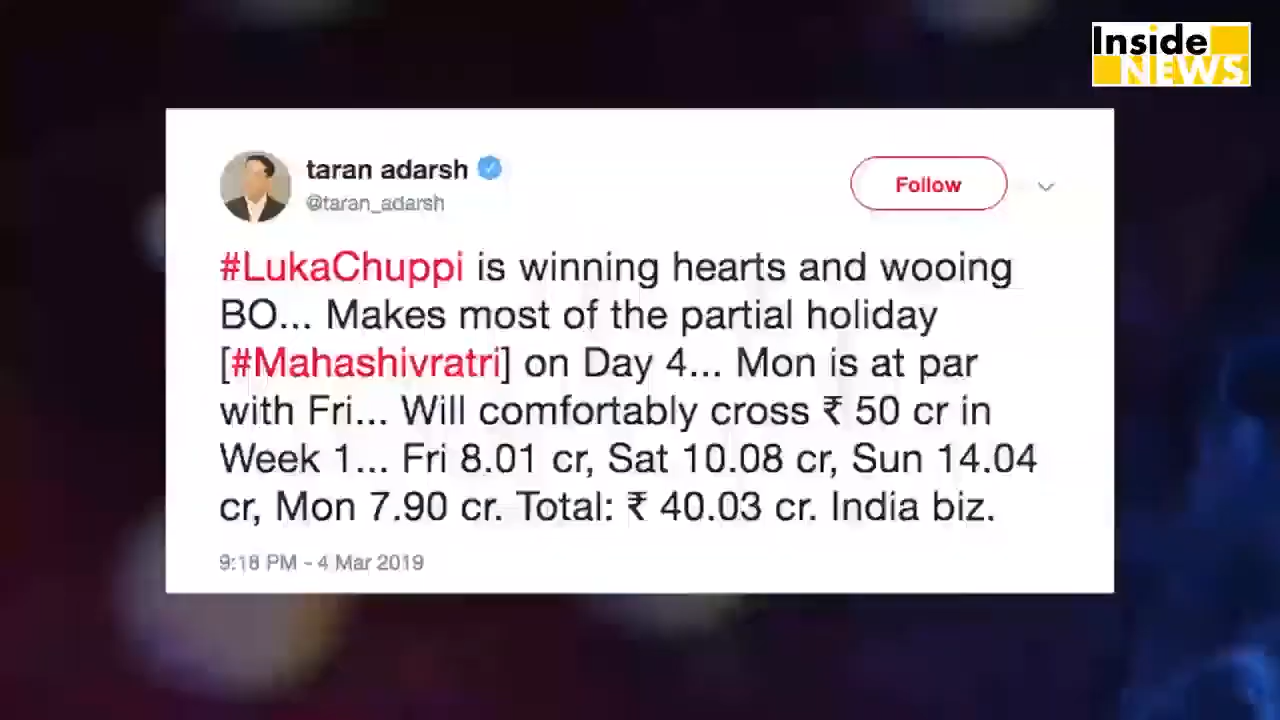 Inside
NEWS
taran adarsh
@taran_adarsh
Follow
#LukaChuppi is winning hearts and wooing
BO... Makes most of the partial holiday
[#Mahashivratri] on Day 4... Mon is at par
with Fri... Will comfortably cross ₹ 50 cr in
Week 1... Fri 8.01 cr, Sat 10.08 cr, Sun 14.04
cr, Mon 7.90 cr. Total: ₹ 40.03 cr. India biz.
9:18 PM - 4 Mar 2019